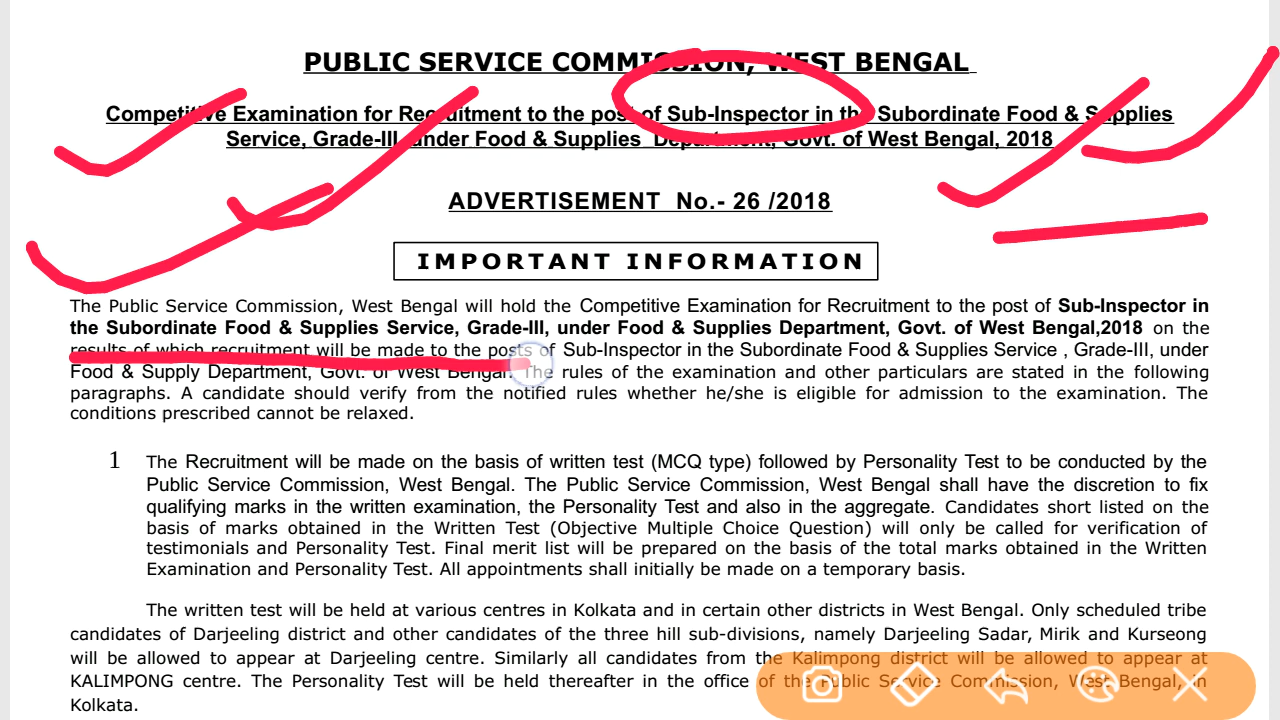 PUBLIC SERVICE COMMISSION, WEST BENGAL
Competitive Examination for Recruitment to the post of Sub-Inspector in the Subordinate Food & Supplies
Service, Grade-III, under Food & Supplies Department, Govt. of West Bengal, 2018
ADVERTISEMENT No.- 26 /2018
IMPORTANT INFORMATION
The Public Service Commission, West Bengal will hold the Competitive Examination for Recruitment to the post of Sub-Inspector in
the Subordinate Food & Supplies Service, Grade-III, under Food & Supplies Department, Govt. of West Bengal,2018 on the
results of which recruitment will be made to the posts of Sub-Inspector in the Subordinate Food & Supplies Service , Grade-III, under
Food & Supply Department, Govt. of West Bengal. The rules of the examination and other particulars are stated in the following
paragraphs. A candidate should verify from the notified rules whether he/she is eligible for admission to the examination. The
conditions prescribed cannot be relaxed.
1 The Recruitment will be made on the basis of written test (MCQ type) followed by Personality Test to be conducted by the
Public Service Commission, West Bengal. The Public Service Commission, West Bengal shall have the discretion to fix
qualifying marks in the written examination, the Personality Test and also in the aggregate. Candidates short listed on the
basis of marks obtained in the Written Test (Objective Multiple Choice Question) will only be called for verification of
testimonials and Personality Test. Final merit list will be prepared on the basis of the total marks obtained in the Written
Examination and Personality Test. All appointments shall initially be made on a temporary basis.
The written test will be held at various centres in Kolkata and in certain other districts in West Bengal. Only scheduled tribe
candidates of Darjeeling district and other candidates of the three hill sub-divisions, namely Darjeeling Sadar, Mirik and Kurseong
will be allowed to appear at Darjeeling centre. Similarly all candidates from the Kalimpong district will be allowed to appear at
KALIMPONG centre. The Personality Test will be held thereafter in the office of the Public Service Commission, West Bengal, in
Kolkata.